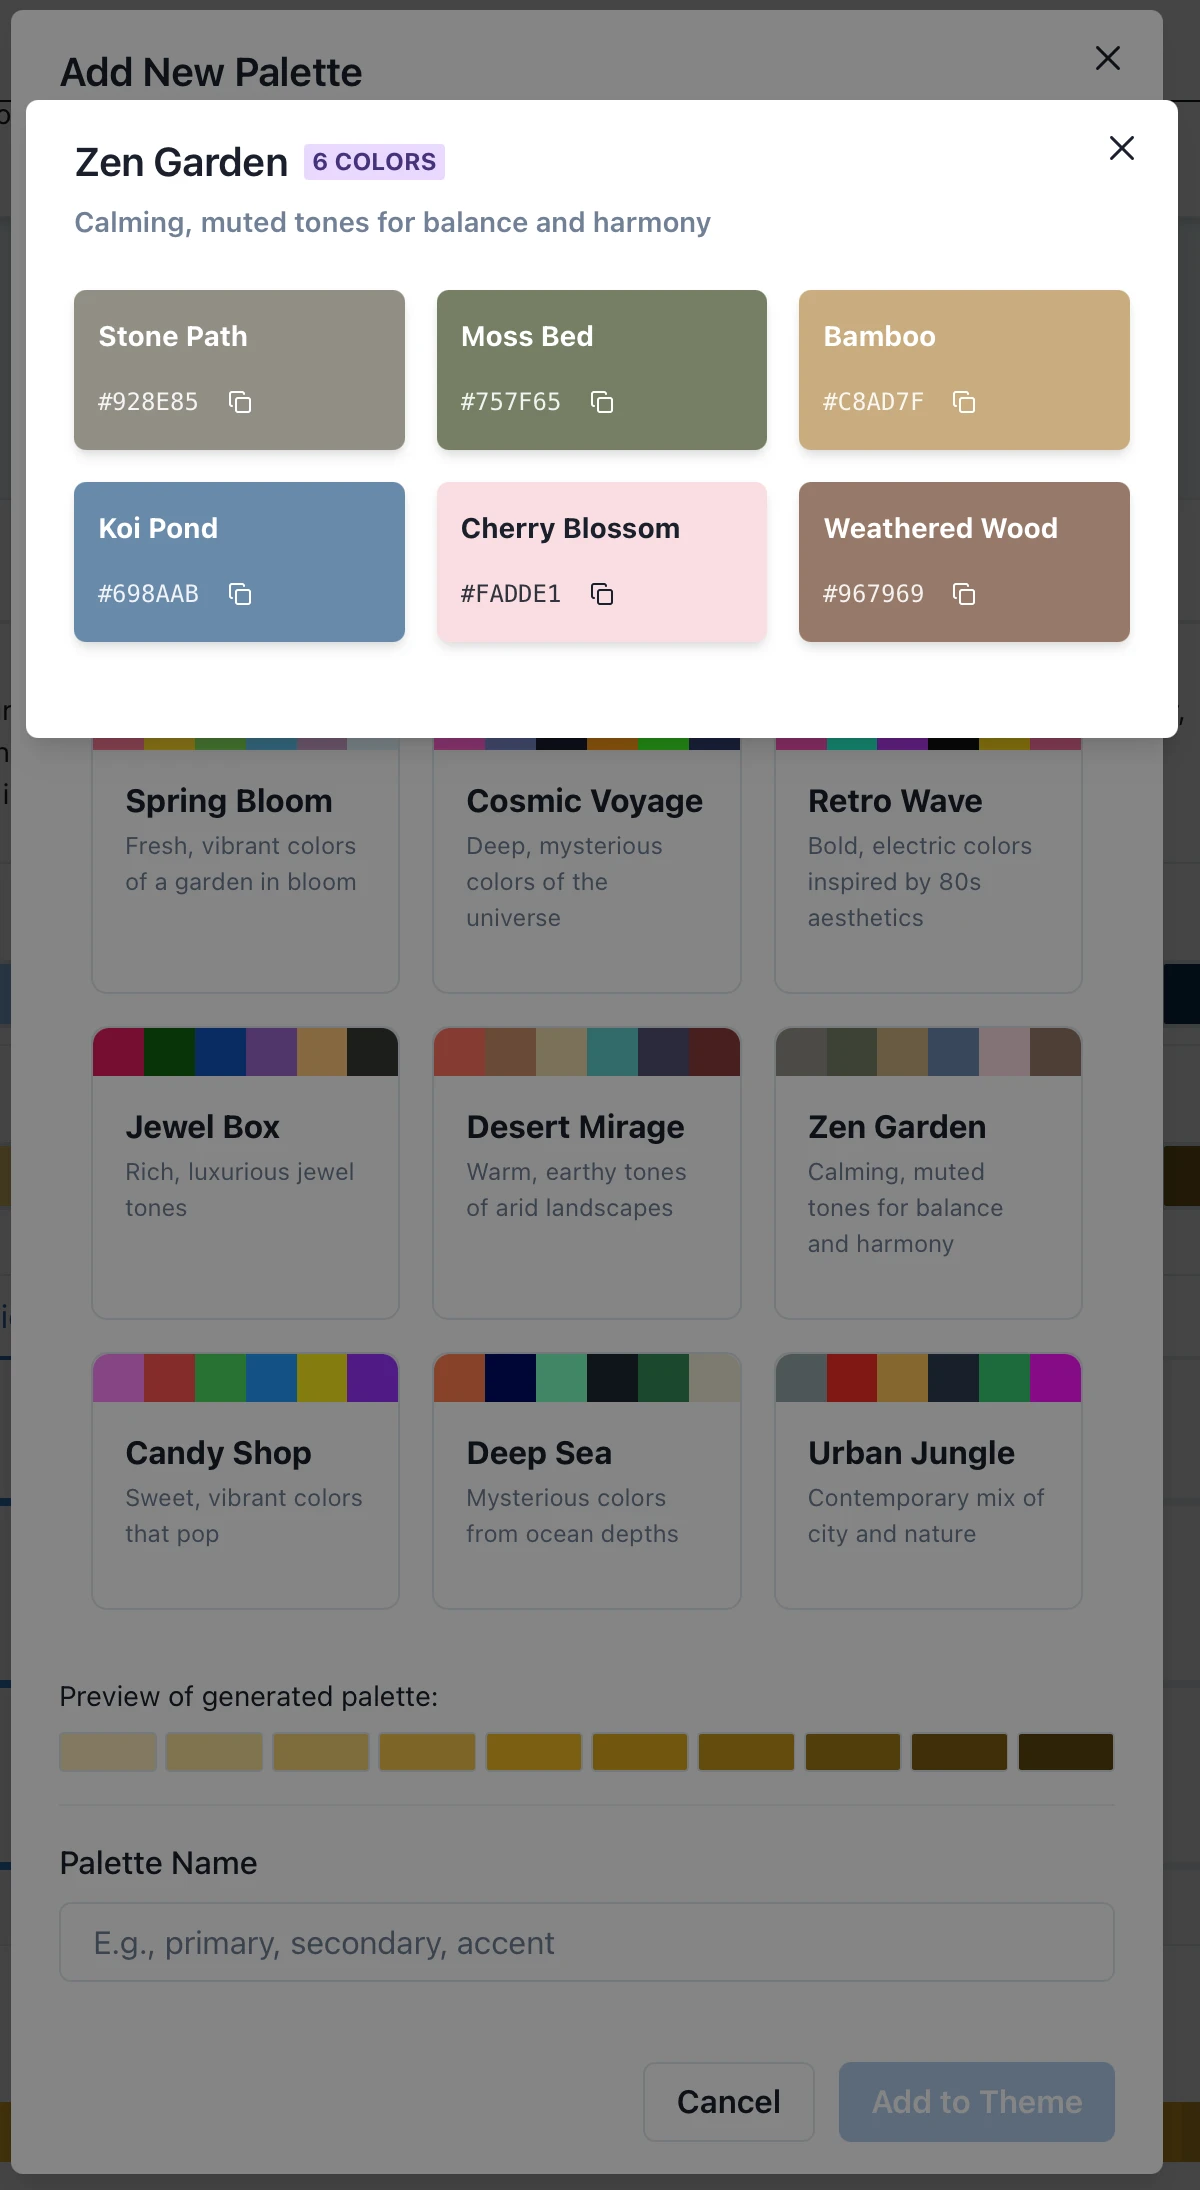 Add New Palette
Zen Garden 6 COLORS
Calming, muted tones for balance and harmony
Stone Path
#928E85
Moss Bed
#757F65
Bamboo
#C8AD7F
Koi Pond
#698AAB
Cherry Blossom
#FADDE1
Weathered Wood
#967969
Spring Bloom
Fresh, vibrant colors
of a garden in bloom
Cosmic Voyage
Deep, mysterious
colors of the
universe
Retro Wave
Bold, electric colors
inspired by 80s
aesthetics
Jewel Box
Rich, luxurious jewel
tones
Desert Mirage
Warm, earthy tones
of arid landscapes
Zen Garden
Calming, muted
tones for balance
and harmony
Candy Shop
Sweet, vibrant colors
that pop
Deep Sea
Mysterious colors
from ocean depths
Urban Jungle
Contemporary mix of
city and nature
Preview of generated palette:
Palette Name
E.g., primary, secondary, accent
Cancel
Add to Theme